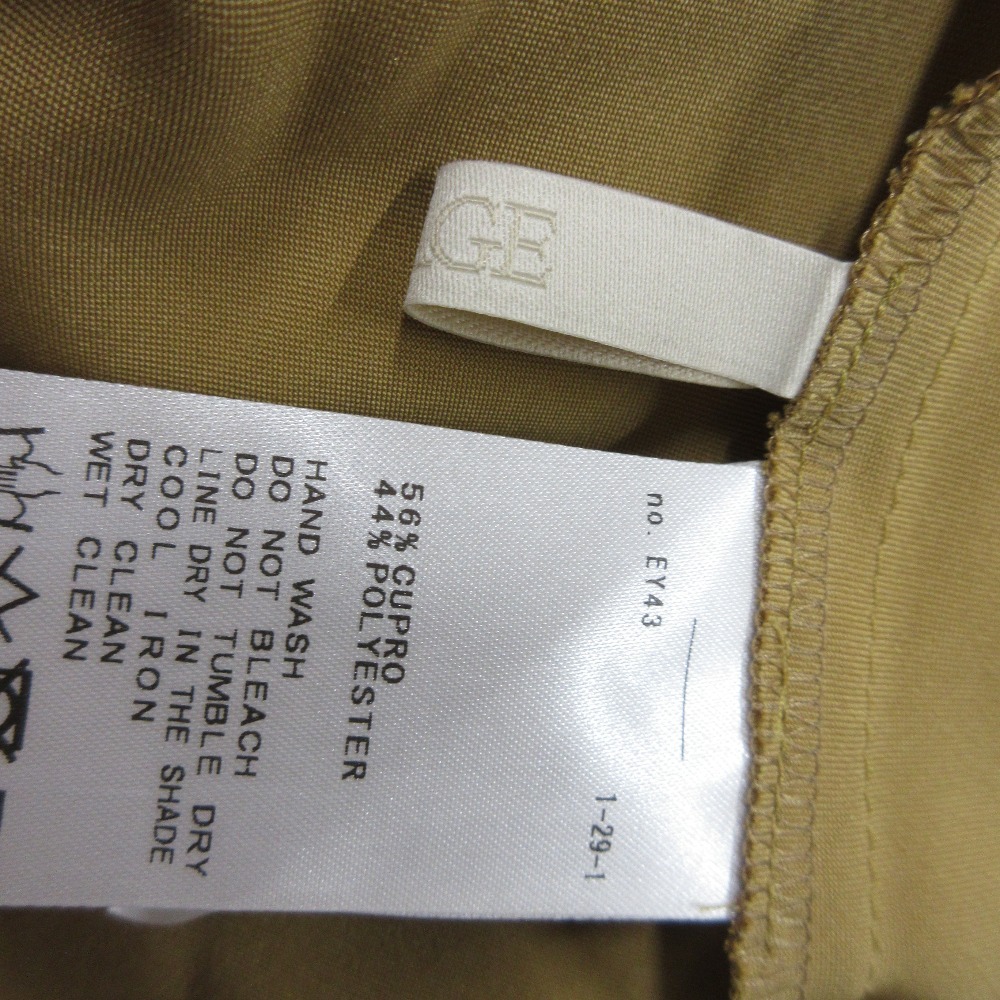 GE
no. EY43
1-29-1
56% CUPRO
44% POLYESTER
HAND WASH
DO NOT BLEACH
DO NOT TUMBLE DRY
LINE DRY IN THE SHADE
COOL IRON
DRY CLEAN
WET CLEAN